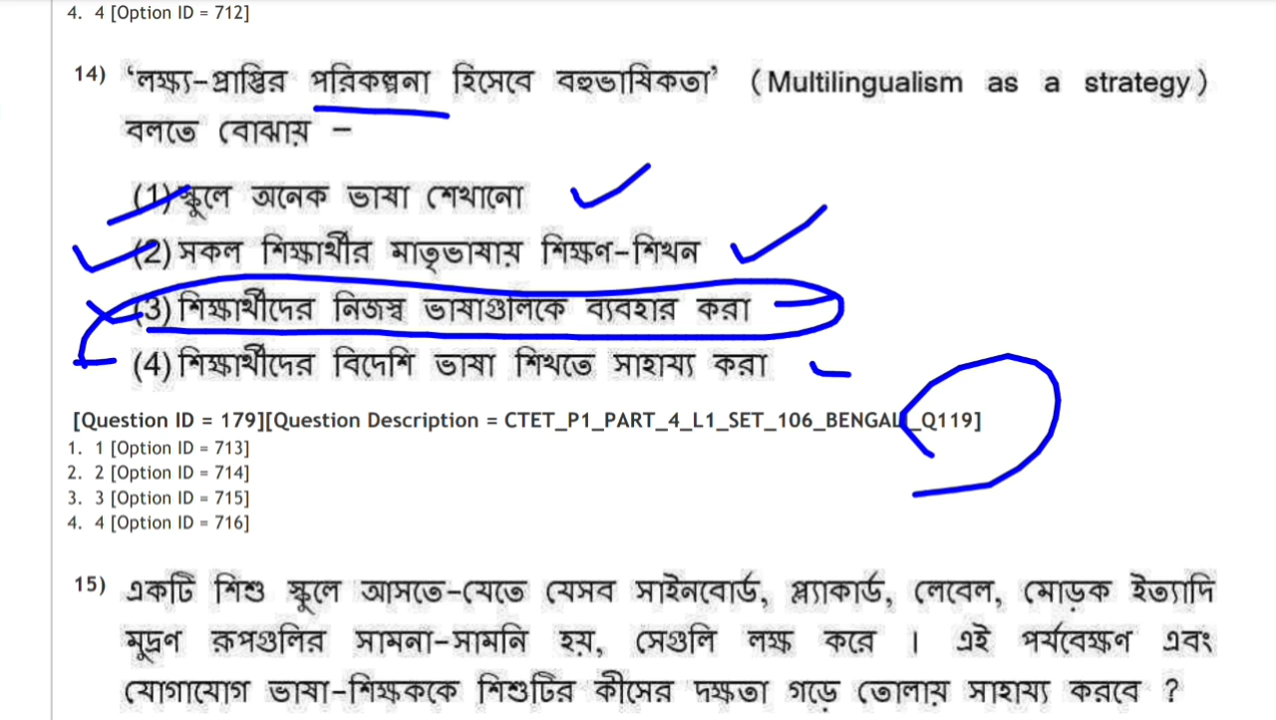 4. 4 [Option ID = 712]
14) ‘লক্ষ্য-প্রাপ্তির পরিকল্পনা হিসেবে বহুভাষিকতা’ (Multilingualism as a strategy)
বলতে বোঝায় –
(1) স্কুলে অনেক ভাষা শেখানো
(2) সকল শিক্ষার্থীর মাতৃভাষায় শিক্ষণ-শিখন
(3) শিক্ষার্থীদের নিজস্ব ভাষাগুলিকে ব্যবহার করা
(4) শিক্ষার্থীদের বিদেশি ভাষা শিখতে সাহায্য করা
[Question ID = 179][Question Description = CTET_P1_PART_4_L1_SET_106_BENGALI_Q119]
1. 1 [Option ID = 713]
2. 2 [Option ID = 714]
3. 3 [Option ID = 715]
4. 4 [Option ID = 716]
15) একটি শিশু স্কুলে আসতে-যেতে যেসব সাইনবোর্ড, প্ল্যাকার্ড, লেবেল, মোড়ক ইত্যাদি
মুদ্রণ রূপগুলির সামনা-সামনি হয়, সেগুলি লক্ষ করে । এই পর্যবেক্ষণ এবং
যোগাযোগ ভাষা-শিক্ষককে শিশুটির কীসের দক্ষতা গড়ে তোলায় সাহায্য করবে ?